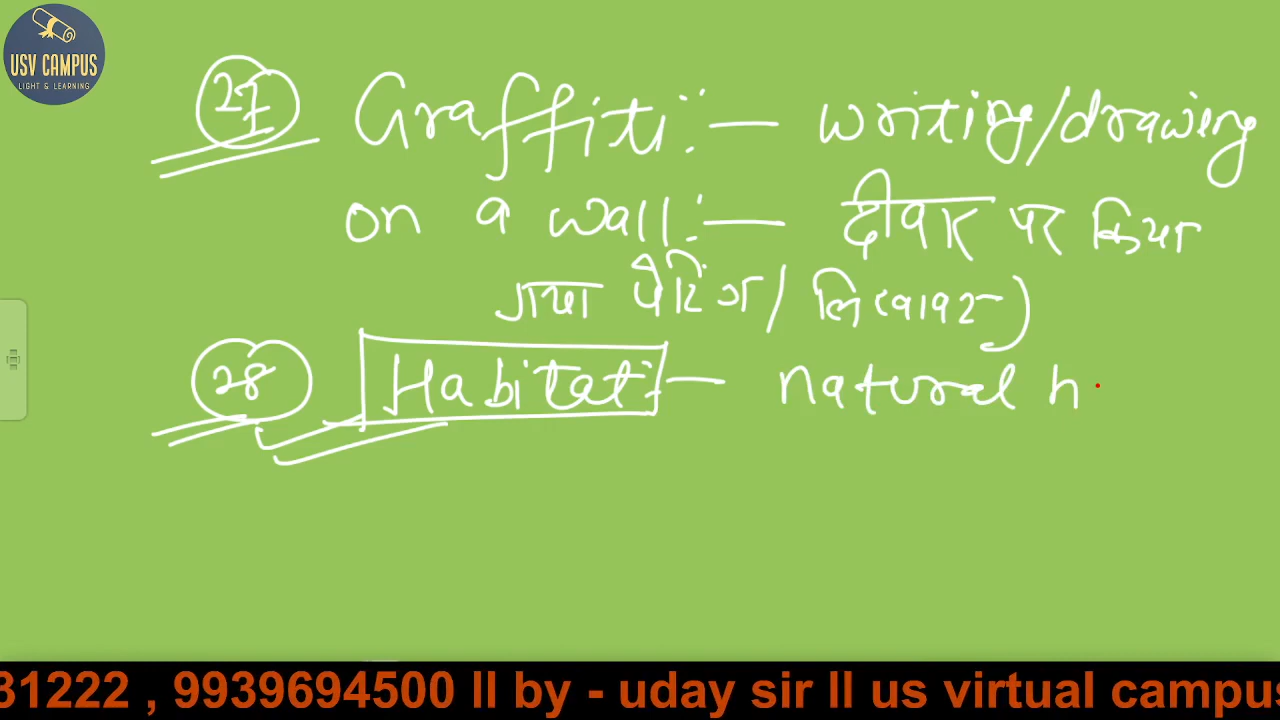 USV CAMPUS
LIGHT & LEARNING
27 Graffiti :- writing/drawing
on a wall :- दीवार पर किया
गया पेंटिंग/लिखावट)
28 Habitat :- natural h
31222 , 9939694500 ll by - uday sir ll us virtual campus